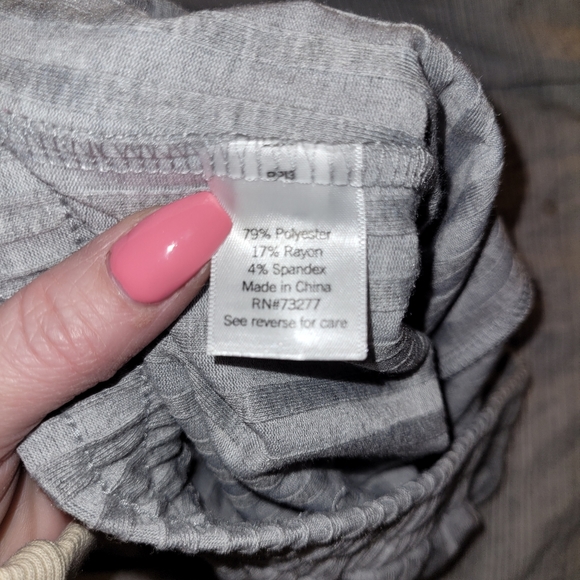 79% Polyester
17% Rayon
4% Spandex
Made in China
RN#73277
See reverse for care